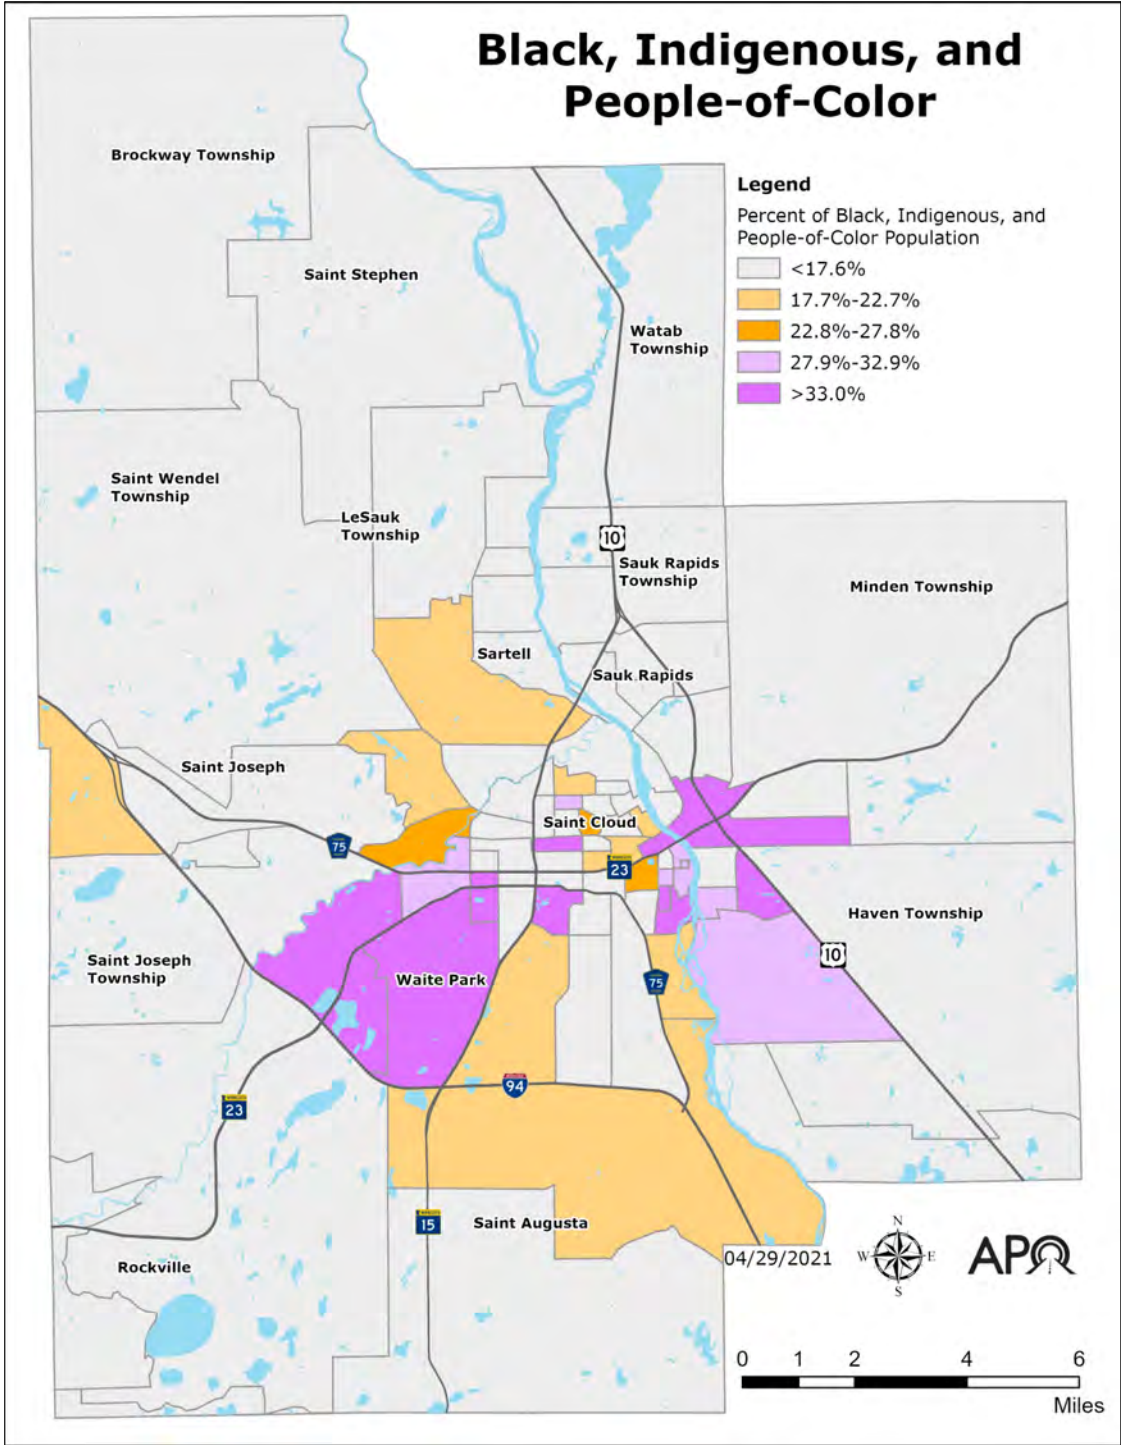 Black, Indigenous, and
People-of-Color
Legend
Percent of Black, Indigenous, and
People-of-Color Population
<17.6%
17.7%-22.7%
22.8%-27.8%
27.9%-32.9%
>33.0%
Brockway Township
Saint Stephen
Watab
Township
Saint Wendel
Township
LeSauk
Township
10
Sauk Rapids
Township
Minden Township
Sartell
Sauk Rapids
Saint Joseph
Saint Cloud
75
23
Haven Township
10
Saint Joseph
Township
Waite Park
75
94
23
15
Saint Augusta
Rockville
04/29/2021
N
W
E
S
APO
0 1 2 4 6
Miles